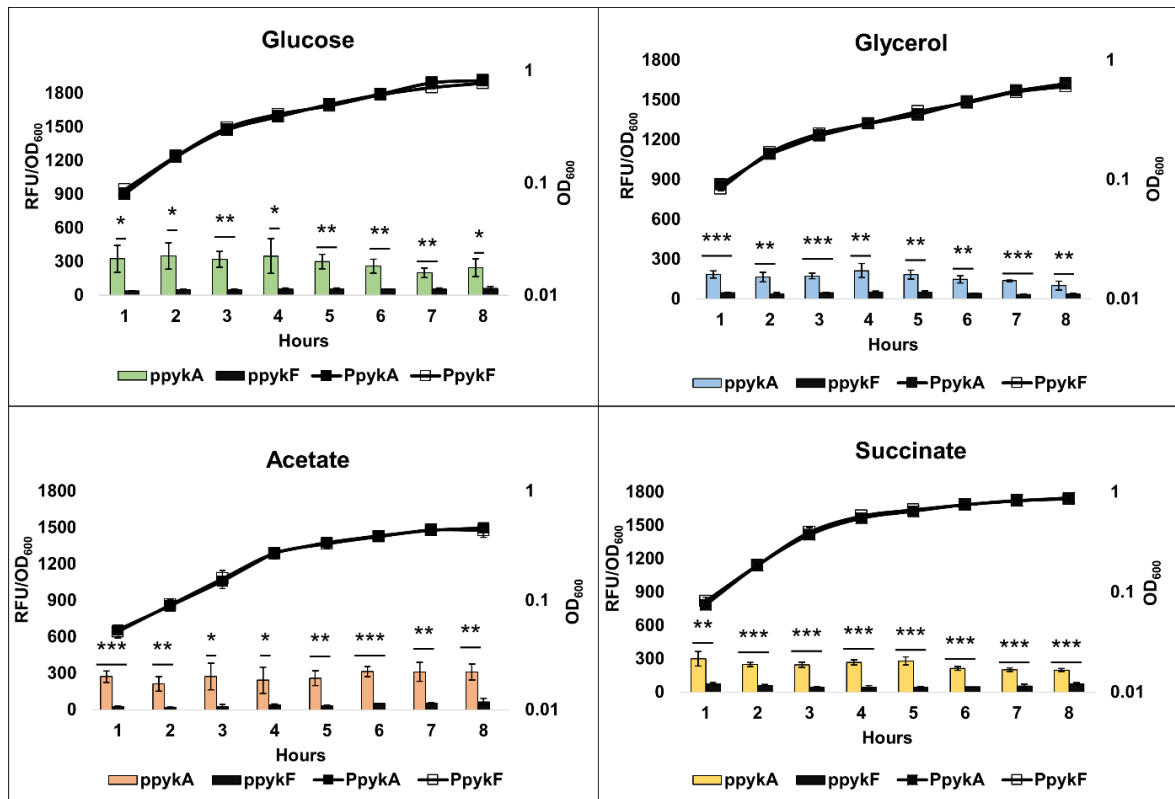 Glucose
1800
1500
1200
900
600
300
0
RFU/OD600
1
0.1
0.01
OD600
* * ** * ** ** ** *
1 2 3 4 5 6 7 8
Hours
ppykA ppykF PpykA PpykF
Glycerol
1800
1500
1200
900
600
300
0
RFU/OD600
1
0.1
0.01
OD600
*** ** *** ** ** ** *** **
1 2 3 4 5 6 7 8
Hours
ppykA ppykF PpykA PpykF
Acetate
1800
1500
1200
900
600
300
0
RFU/OD600
1
0.1
0.01
OD600
*** ** * * ** *** ** **
1 2 3 4 5 6 7 8
Hours
ppykA ppykF PpykA PpykF
Succinate
1800
1500
1200
900
600
300
0
RFU/OD600
1
0.1
0.01
OD600
** *** *** *** *** *** *** ***
1 2 3 4 5 6 7 8
Hours
ppykA ppykF PpykA PpykF